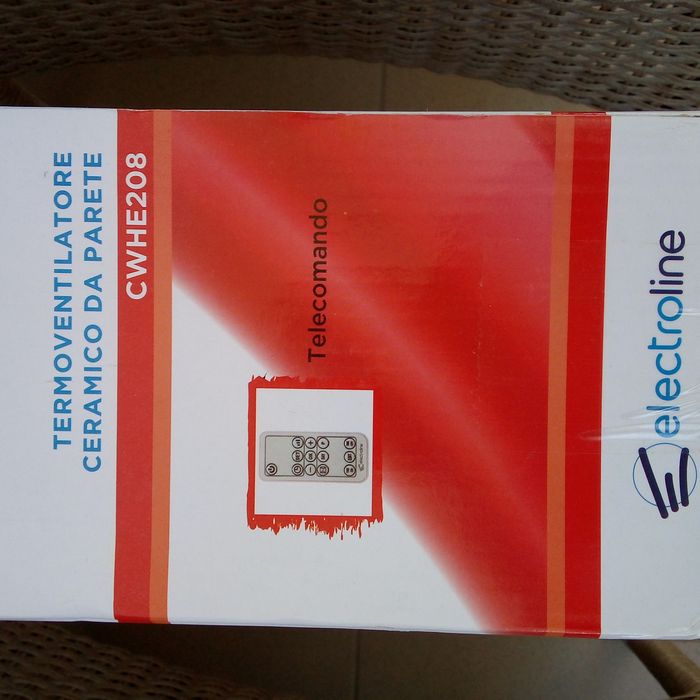 TERMOVENTILATORE
CERAMICO DA PARETE
CWHE208
Telecomando
electroline